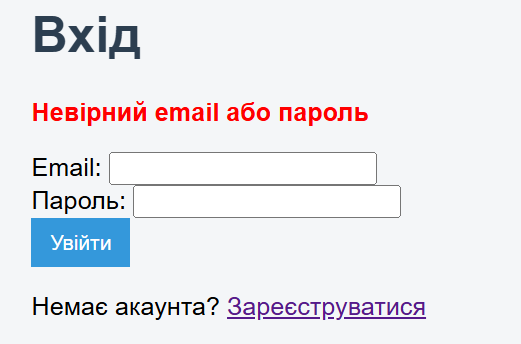 Вхід
Невірний email або пароль
Email:
Пароль:
Увійти
Немає акаунта? Зареєструватися